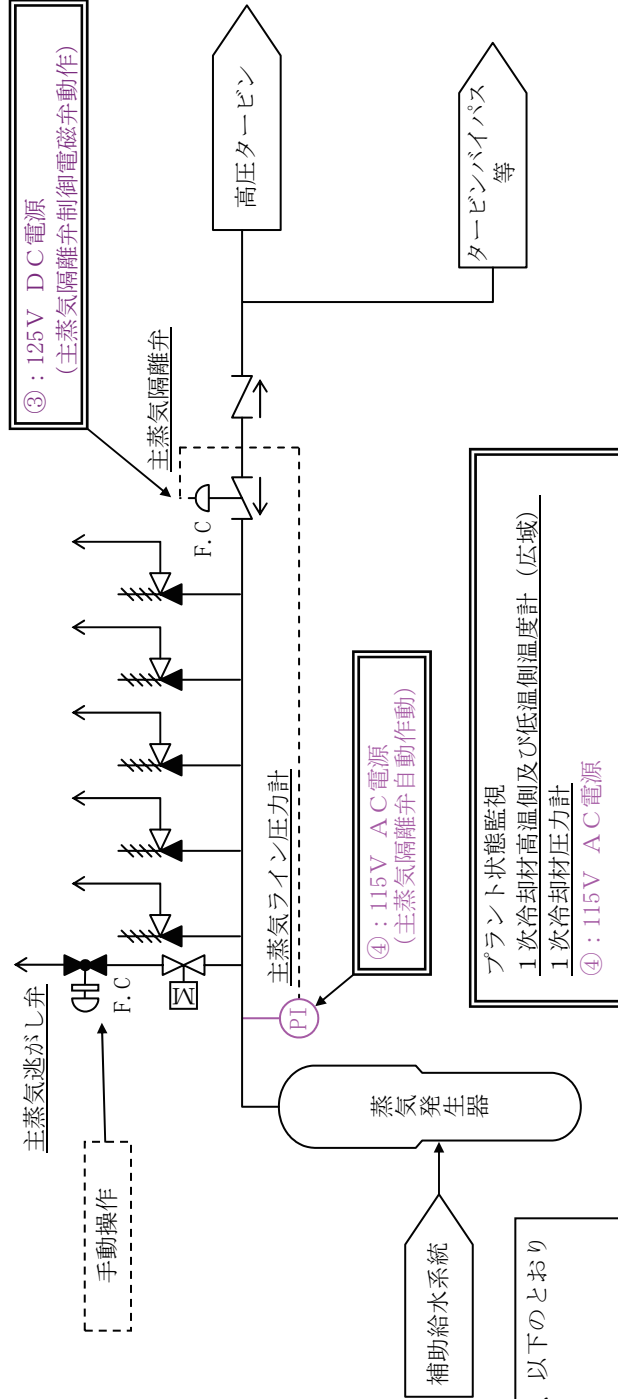 ③：125V DC電源
(主蒸気隔離弁制御電磁弁動作)
高圧タービン
タービンバイパス
等
主蒸気隔離弁
F.C
主蒸気逃がし弁
F.C
M
手動操作
主蒸気ライン圧力計
PI
④：115V AC電源
(主蒸気隔離弁自動作動)
蒸気
発生
器
補助給水系統
プラント状態監視
１次冷却材高温側及び低温側温度計（広域）
１次冷却材圧力計
④：115V AC電源
以下のとおり